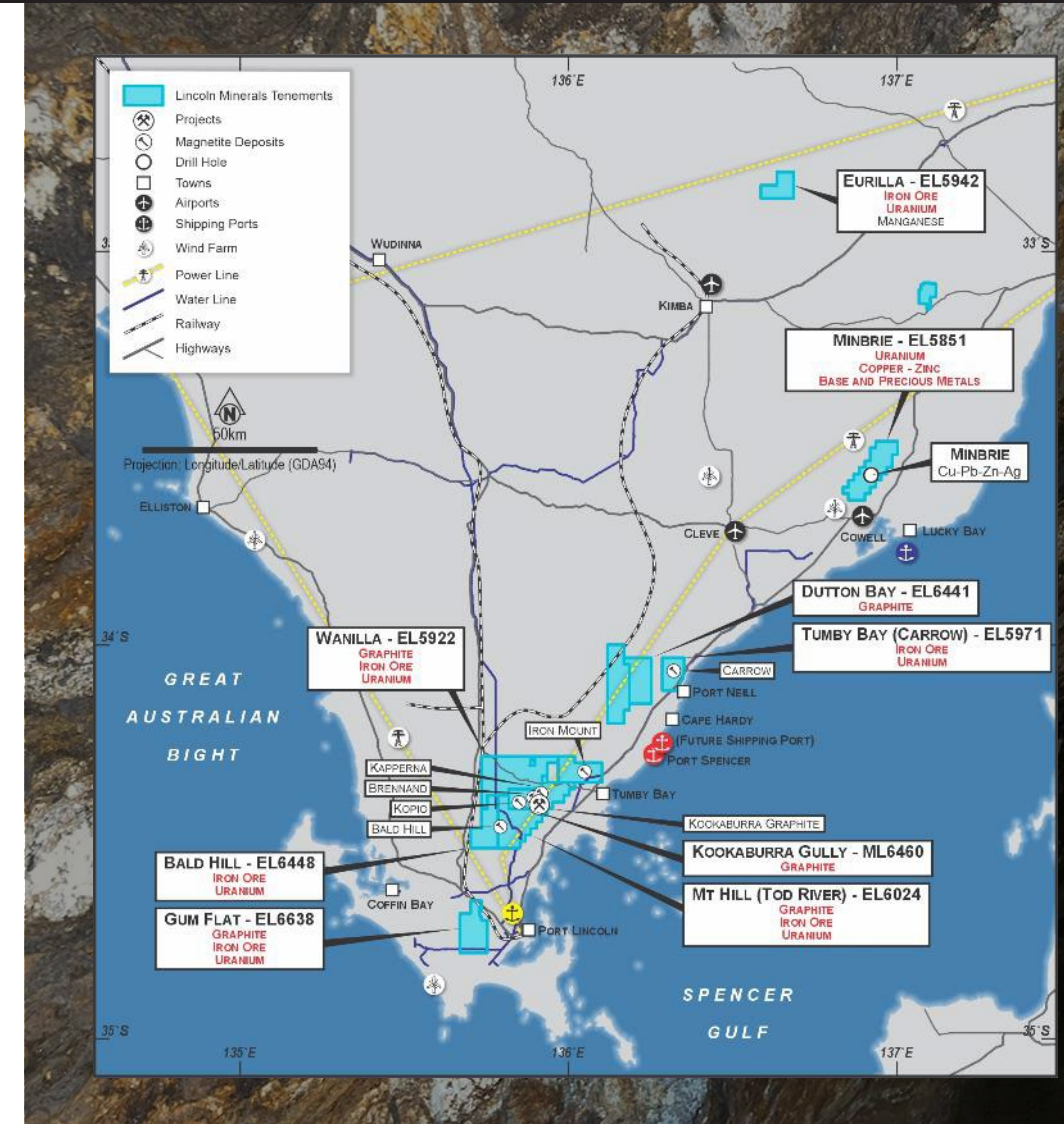 136°E
137°E
Lincoln Minerals Tenements
Projects
Magnetite Deposits
Drill Hole
Towns
Airports
Shipping Ports
Wind Farm
Power Line
Water Line
Railway
Highways
N
50km
Projection: Longitude/Latitude (GDA94)
EURILLA - EL5942
IRON ORE
URANIUM
MANGANESE
33°S
WUDINNA
KIMBA
MINBRIE - EL5851
URANIUM
COPPER - ZINC
BASE AND PRECIOUS METALS
MINBRIE
Cu-Pb-Zn-Ag
ELLISTON
CLEVE
COWELL
LUCKY BAY
DUTTON BAY - EL6441
GRAPHITE
34°S
WANILLA - EL5922
GRAPHITE
IRON ORE
URANIUM
TUMBY BAY (CARROW) - EL5971
IRON ORE
URANIUM
CARROW
PORT NEILL
GREAT
AUSTRALIAN
BIGHT
CAPE HARDY
(FUTURE SHIPPING PORT)
PORT SPENCER
IRON MOUNT
KAPPERNA
BRENNAND
KOPIO
BALD HILL
TUMBY BAY
KOOKABURRA GRAPHITE
KOOKABURRA GULLY - ML6460
GRAPHITE
BALD HILL - EL6448
IRON ORE
URANIUM
COFFIN BAY
MT HILL (TOD RIVER) - EL6024
GRAPHITE
IRON ORE
URANIUM
GUM FLAT - EL6638
GRAPHITE
IRON ORE
URANIUM
PORT LINCOLN
SPENCER
GULF
35°S
35°S
135°E
136°E
137°E